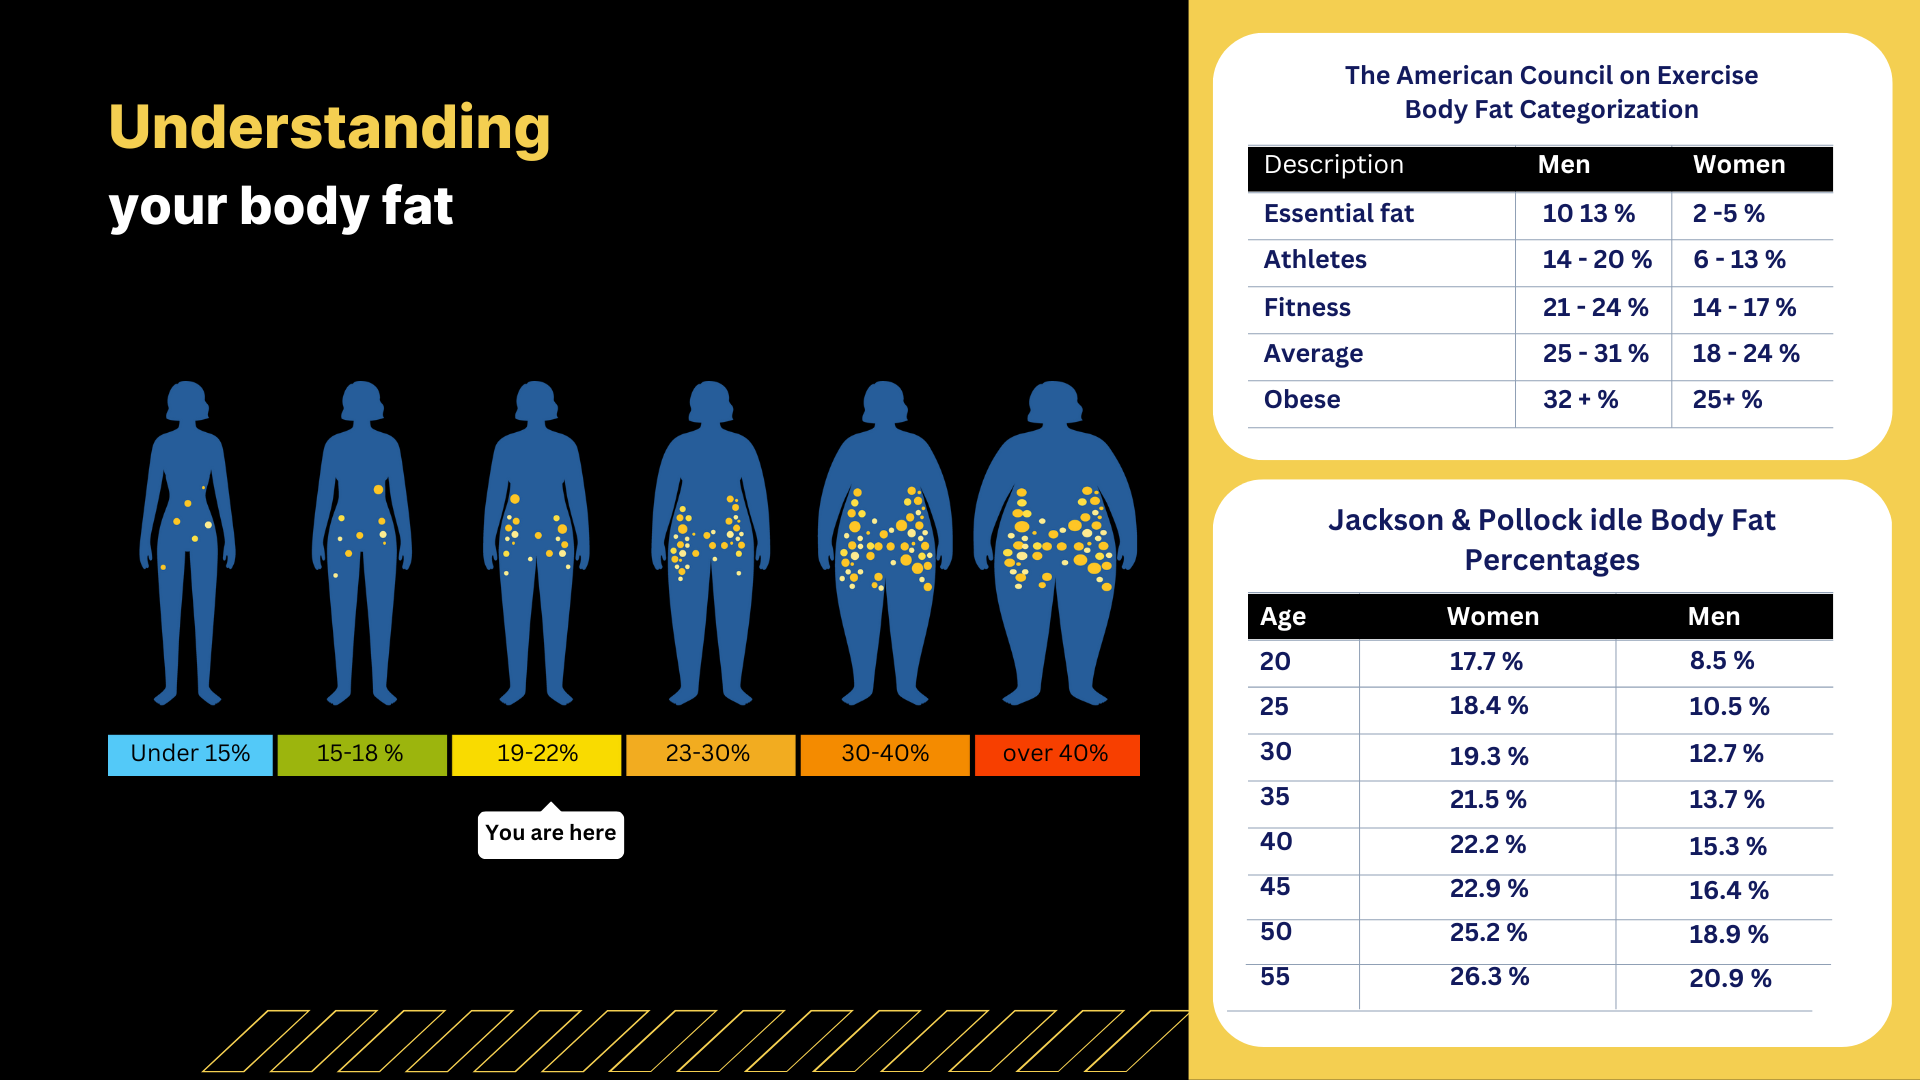 Understanding
your body fat
Under 15%
15-18 %
19-22%
23-30%
30-40%
over 40%
You are here
The American Council on Exercise
Body Fat Categorization
Description Men Women
Essential fat 10 13 % 2 -5 %
Athletes 14 - 20 % 6 - 13 %
Fitness 21 - 24 % 14 - 17 %
Average 25 - 31 % 18 - 24 %
Obese 32 + % 25+ %
Jackson & Pollock idle Body Fat
Percentages
Age Women Men
20 17.7 % 8.5 %
25 18.4 % 10.5 %
30 19.3 % 12.7 %
35 21.5 % 13.7 %
40 22.2 % 15.3 %
45 22.9 % 16.4 %
50 25.2 % 18.9 %
55 26.3 % 20.9 %